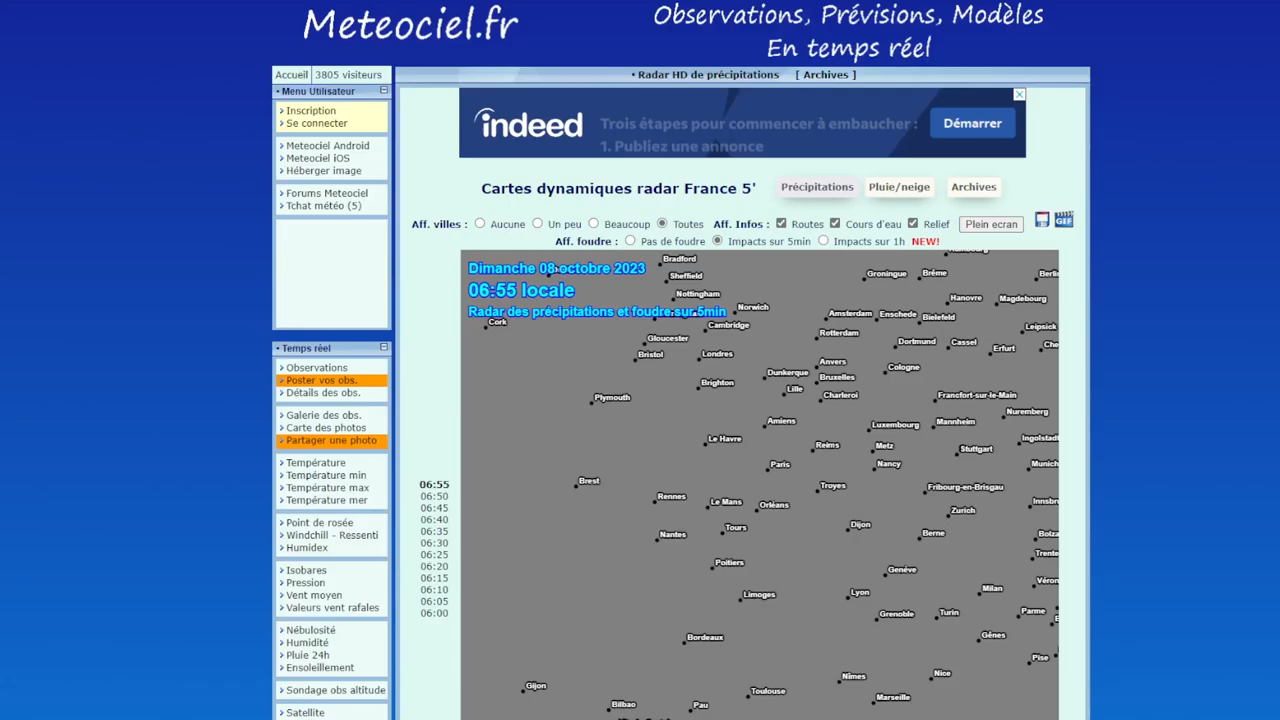 Meteociel.fr
Observations, Prévisions, Modèles
En temps réel
Accueil 3805 visiteurs
• Menu Utilisateur
Inscription
Se connecter
Meteociel Android
Meteociel iOS
Héberger image
Forums Meteociel
Tchat météo (5)
• Temps réel
Observations
Poster vos obs.
Détails des obs.
Galerie des obs.
Carte des photos
Partager une photo
Température
Température min
Température max
Température mer
Point de rosée
Windchill - Ressenti
Humidex
Isobares
Pression
Vent moyen
Valeurs vent rafales
Nébulosité
Humidité
Pluie 24h
Ensoleillement
Sondage obs altitude
Satellite
• Radar HD de précipitations [ Archives ]
indeed
Trois étapes pour commencer à embaucher :
1. Publiez une annonce
Démarrer
Cartes dynamiques radar France 5' Précipitations Pluie/neige Archives
Aff. villes : Aucune Un peu Beaucoup Toutes Aff. Infos : Routes Cours d'eau Relief Plein ecran GIF
Aff. foudre : Pas de foudre Impacts sur 5min Impacts sur 1h NEW!
Dimanche 08 octobre 2023
06:55 locale
Radar des précipitations et foudre sur 5min
06:55
06:50
06:45
06:40
06:35
06:30
06:25
06:20
06:15
06:10
06:05
06:00
Bradford
Sheffield
Groningue
Brême
Nottingham
Hanovre
Magdebourg
Norwich
Amsterdam
Enschede
Bielefeld
Cork
Cambridge
Leipsick
Rotterdam
Gloucester
Dortmund
Cassel
Erfurt
Bristol
Londres
Anvers
Cologne
Dunkerque
Bruxelles
Brighton
Lille
Charleroi
Francfort-sur-le-Main
Plymouth
Nuremberg
Amiens
Luxembourg
Mannheim
Le Havre
Reims
Metz
Stuttgart
Ingolstadt
Paris
Nancy
Munich
Brest
Troyes
Fribourg-en-Brisgau
Rennes
Le Mans
Orléans
Zurich
Tours
Dijon
Nantes
Berne
Poitiers
Genève
Limoges
Lyon
Milan
Grenoble
Turin
Parme
Bordeaux
Gênes
Pise
Nîmes
Nice
Gijon
Toulouse
Marseille
Bilbao
Pau